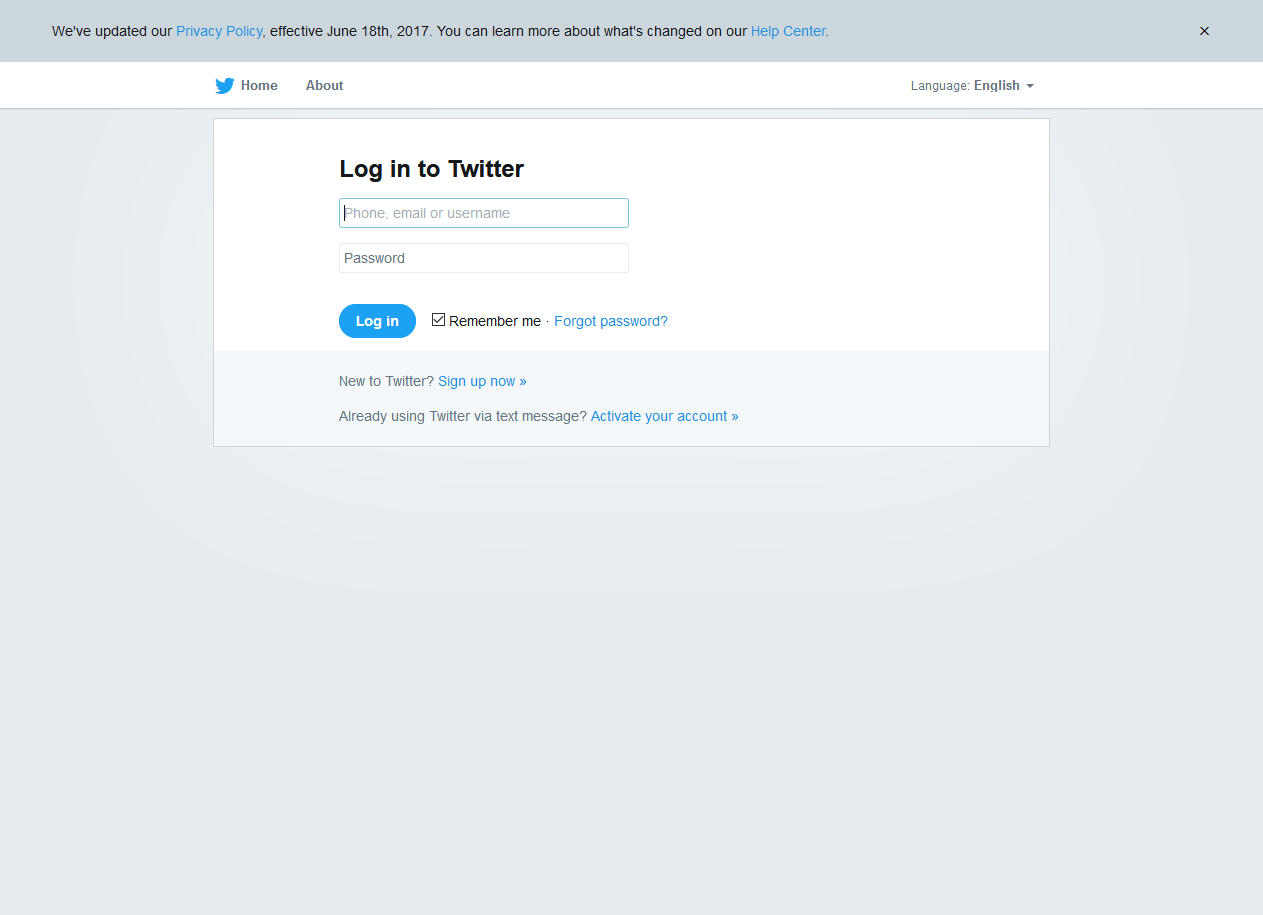 We've updated our Privacy Policy, effective June 18th, 2017. You can learn more about what's changed on our Help Center.
Home About Language: English
Log in to Twitter
Phone, email or username
Password
Log in Remember me · Forgot password?
New to Twitter? Sign up now »
Already using Twitter via text message? Activate your account »